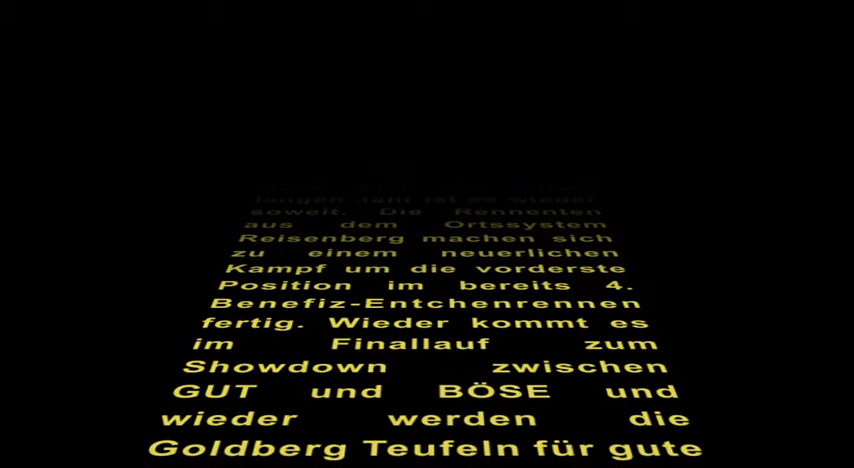 langen Jahr ist es wieder
soweit. Die Rennenten
aus dem Ortssystem
Reisenberg machen sich
zu einem neuerlichen
Kampf um die vorderste
Position im bereits 4.
Benefiz-Entchenrennen
fertig. Wieder kommt es
im Finallauf zum
Showdown zwischen
GUT und BÖSE und
wieder werden die
Goldberg Teufeln für gute